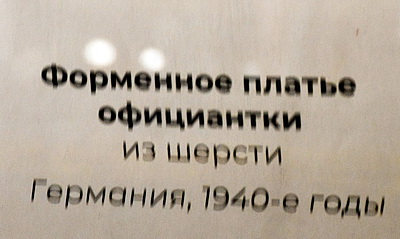 Форменное платье
официантки
из шерсти
Германия, 1940-е годы